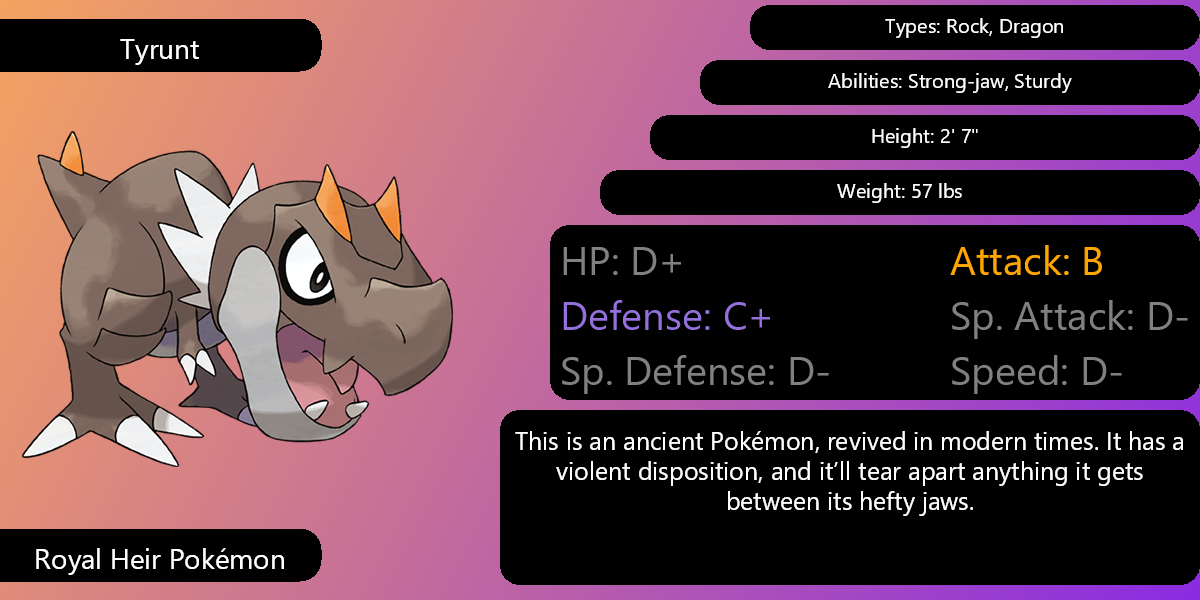 Tyrunt
Types: Rock, Dragon
Abilities: Strong-jaw, Sturdy
Height: 2' 7"
Weight: 57 lbs
HP: D+
Attack: B
Defense: C+
Sp. Attack: D-
Sp. Defense: D-
Speed: D-
This is an ancient Pokémon, revived in modern times. It has a
violent disposition, and it’ll tear apart anything it gets
between its hefty jaws.
Royal Heir Pokémon